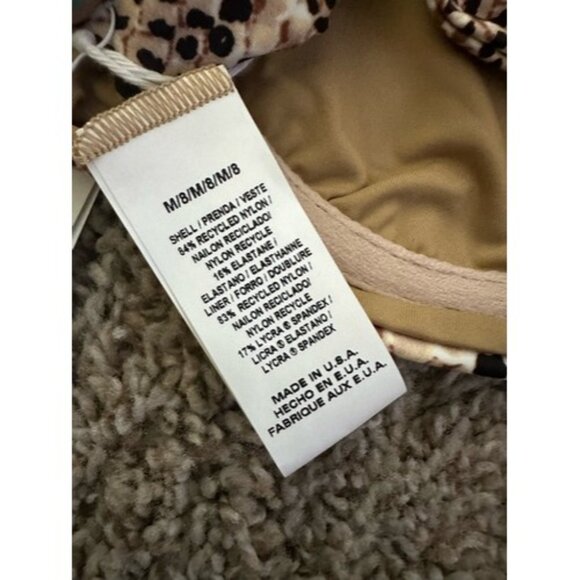 M/8/M/8/M/8
SHELL / PRENDA / VESTE
84% RECYCLED NYLON /
NAILON RECICLADO/
NYLON RECYCLE
16% ELASTANE /
ELASTANO / ELASTHANNE
LINER / FORRO / DOUBLURE
83% RECYCLED NYLON /
NAILON RECICLADO/
NYLON RECYCLE
17% LYCRA ® SPANDEX /
LICRA ® ELASTANO /
LYCRA ® SPANDEX
MADE IN U.S.A.
HECHO EN E.U.A.
FABRIQUE AUX E.U.A.